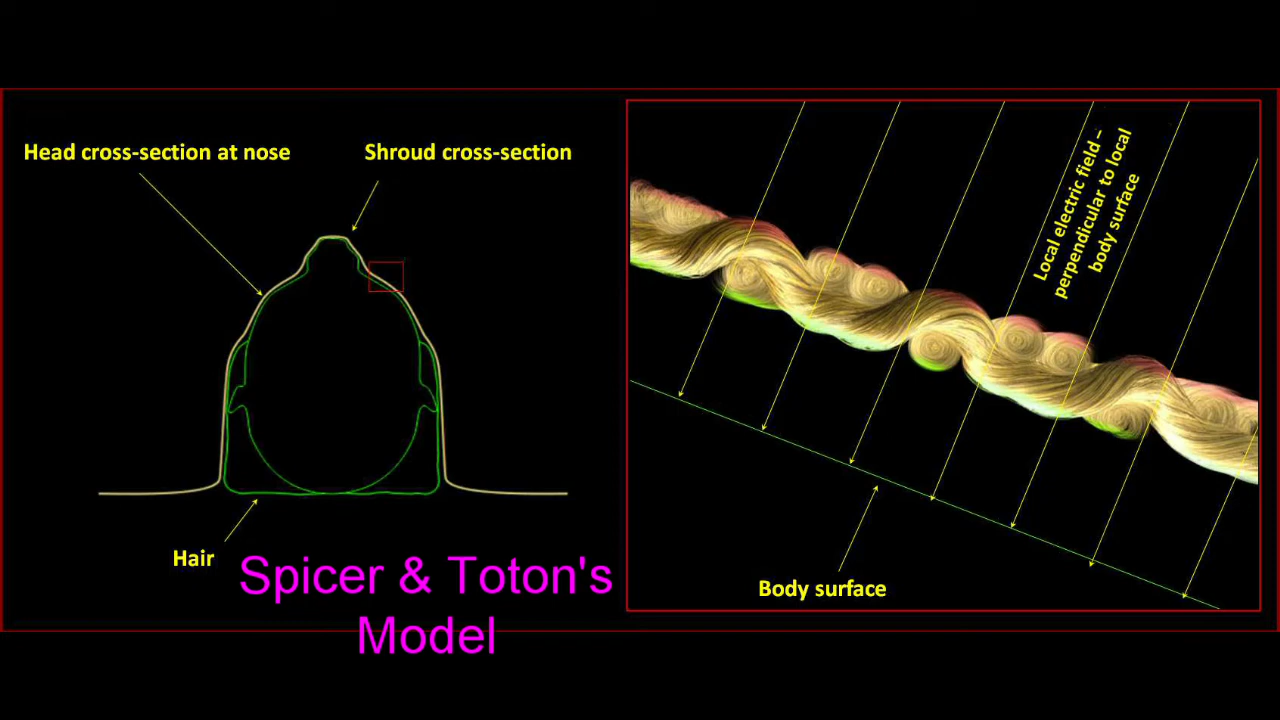 Head cross-section at nose
Shroud cross-section
Hair
Spicer & Toton's
Model
Local electric field –
perpendicular to local
body surface
Body surface